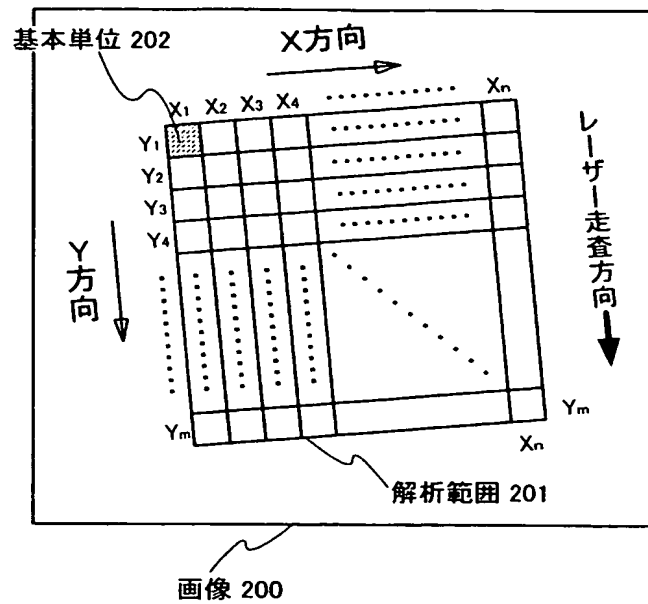 基本単位 202
X方向
X1 X2 X3 X4 Xn
Y1
Y2
Y3
Y4
Y方向
レーザー走査方向
Ym
Ym
Xn
解析範囲 201
画像 200